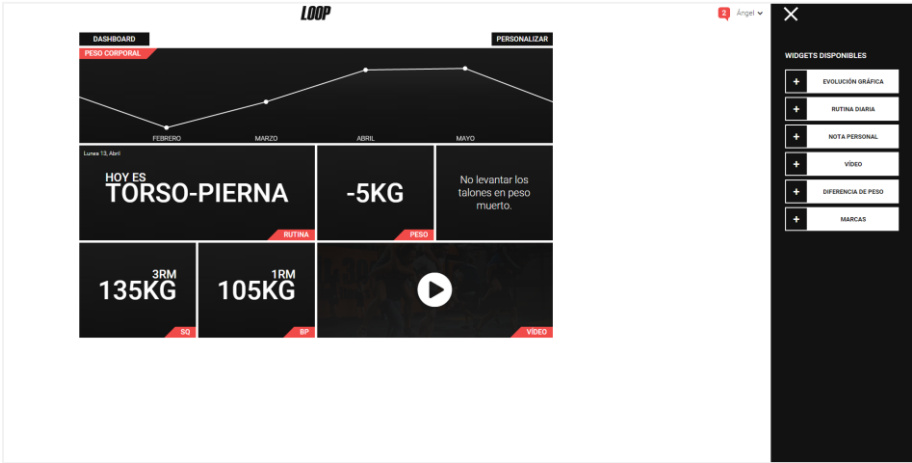 LOOP
2 Ángel
DASHBOARD
PERSONALIZAR
PESO CORPORAL
FEBRERO MARZO ABRIL MAYO
Lunes 13, Abril
HOY ES
TORSO-PIERNA
RUTINA
-5KG
PESO
No levantar los
talones en peso
muerto.
3RM
135KG
SQ
1RM
105KG
BP
VÍDEO
WIDGETS DISPONIBLES
+ EVOLUCIÓN GRÁFICA
+ RUTINA DIARIA
+ NOTA PERSONAL
+ VÍDEO
+ DIFERENCIA DE PESO
+ MARCAS